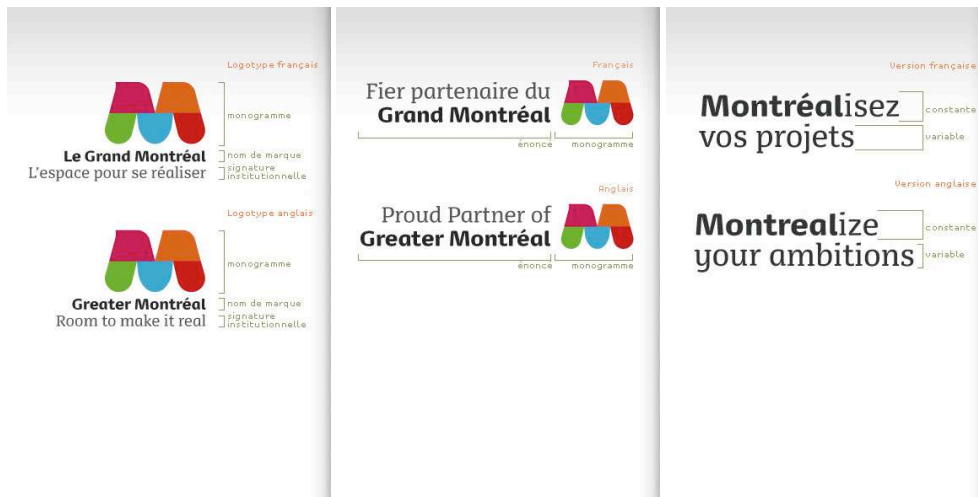 Logotype français
monogramme
Le Grand Montréal
nom de marque
L'espace pour se réaliser
signature
institutionnelle
Logotype anglais
monogramme
Greater Montréal
nom de marque
Room to make it real
signature
institutionnelle
Français
Fier partenaire du
Grand Montréal
énoncé
monogramme
Anglais
Proud Partner of
Greater Montréal
énoncé
monogramme
Version française
Montréalisez
constante
vos projets
variable
Version anglaise
Montrealize
constante
your ambitions
variable